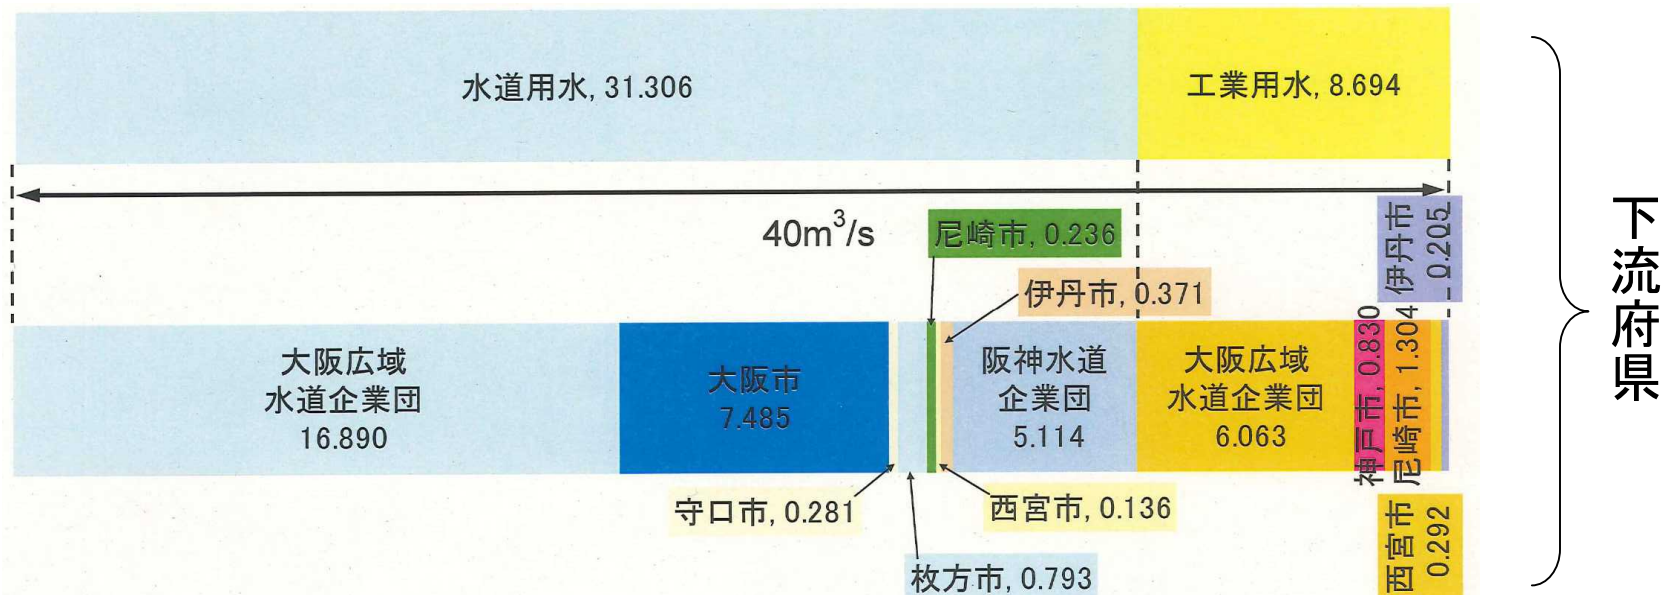 水道用水, 31.306
工業用水, 8.694
40m³/s
尼崎市, 0.236
伊丹市
0.205
伊丹市, 0.371
大阪広域
水道企業団
16.890
大阪市
7.485
阪神水道
企業団
5.114
大阪広域
水道企業団
6.063
神戸市, 0.830
尼崎市, 1.304
守口市, 0.281
西宮市, 0.136
枚方市, 0.793
西宮市
0.292
下流府県